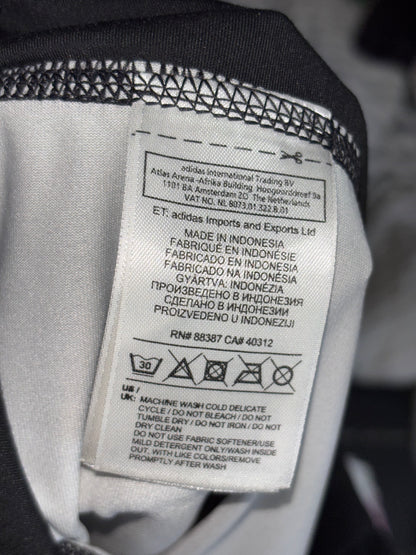 adidas International Trading BV
Atlas Arena-Afrika Building Hoogoorddreef 9a
1101 BA Amsterdam ZO The Netherlands
VAT NO. NL 8073.01.322.B.01
ET: adidas Imports and Exports Ltd
MADE IN INDONESIA
FABRIQUÉ EN INDONÉSIE
FABRICADO EN INDONESIA
FABRICADO NA INDONÉSIA
GYÁRTVA: INDONÉZIA
ПРОИЗВЕДЕНО В ИНДОНЕЗИЯ
СДЕЛАНО В ИНДОНЕЗИИ
PROIZVEDENO U INDONEZIJI
RN# 88387 CA# 40312
30
US /
UK: MACHINE WASH COLD DELICATE
CYCLE / DO NOT BLEACH / DO NOT
TUMBLE DRY / DO NOT IRON / DO NOT
DRY CLEAN
DO NOT USE FABRIC SOFTENER/USE
MILD DETERGENT ONLY/WASH INSIDE
OUT. WITH LIKE COLORS/REMOVE
PROMPTLY AFTER WASH